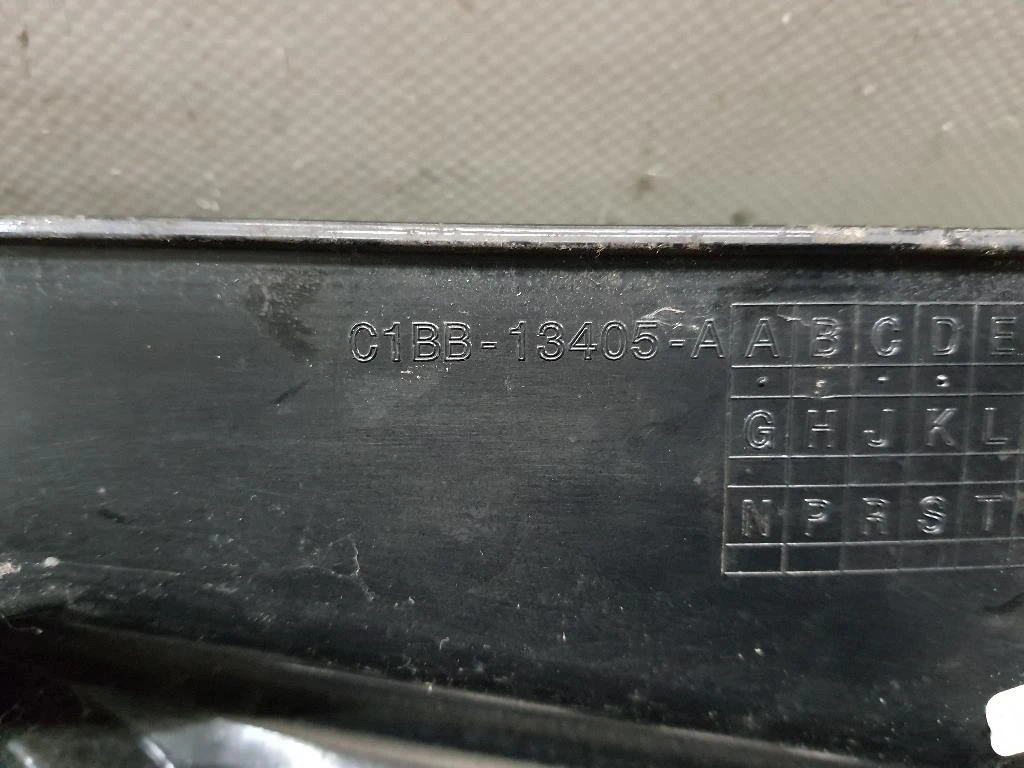 C1BB-13405-A A B C D E
G H J K L
N P R S T